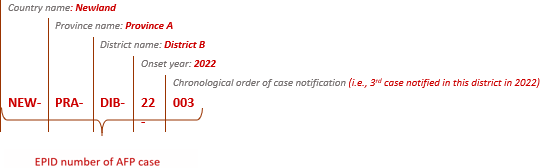 Country name: Newland
Province name: Province A
District name: District B
Onset year: 2022
Chronological order of case notification (i.e., 3rd case notified in this district in 2022)
NEW- PRA- DIB- 22 - 003
EPID number of AFP case